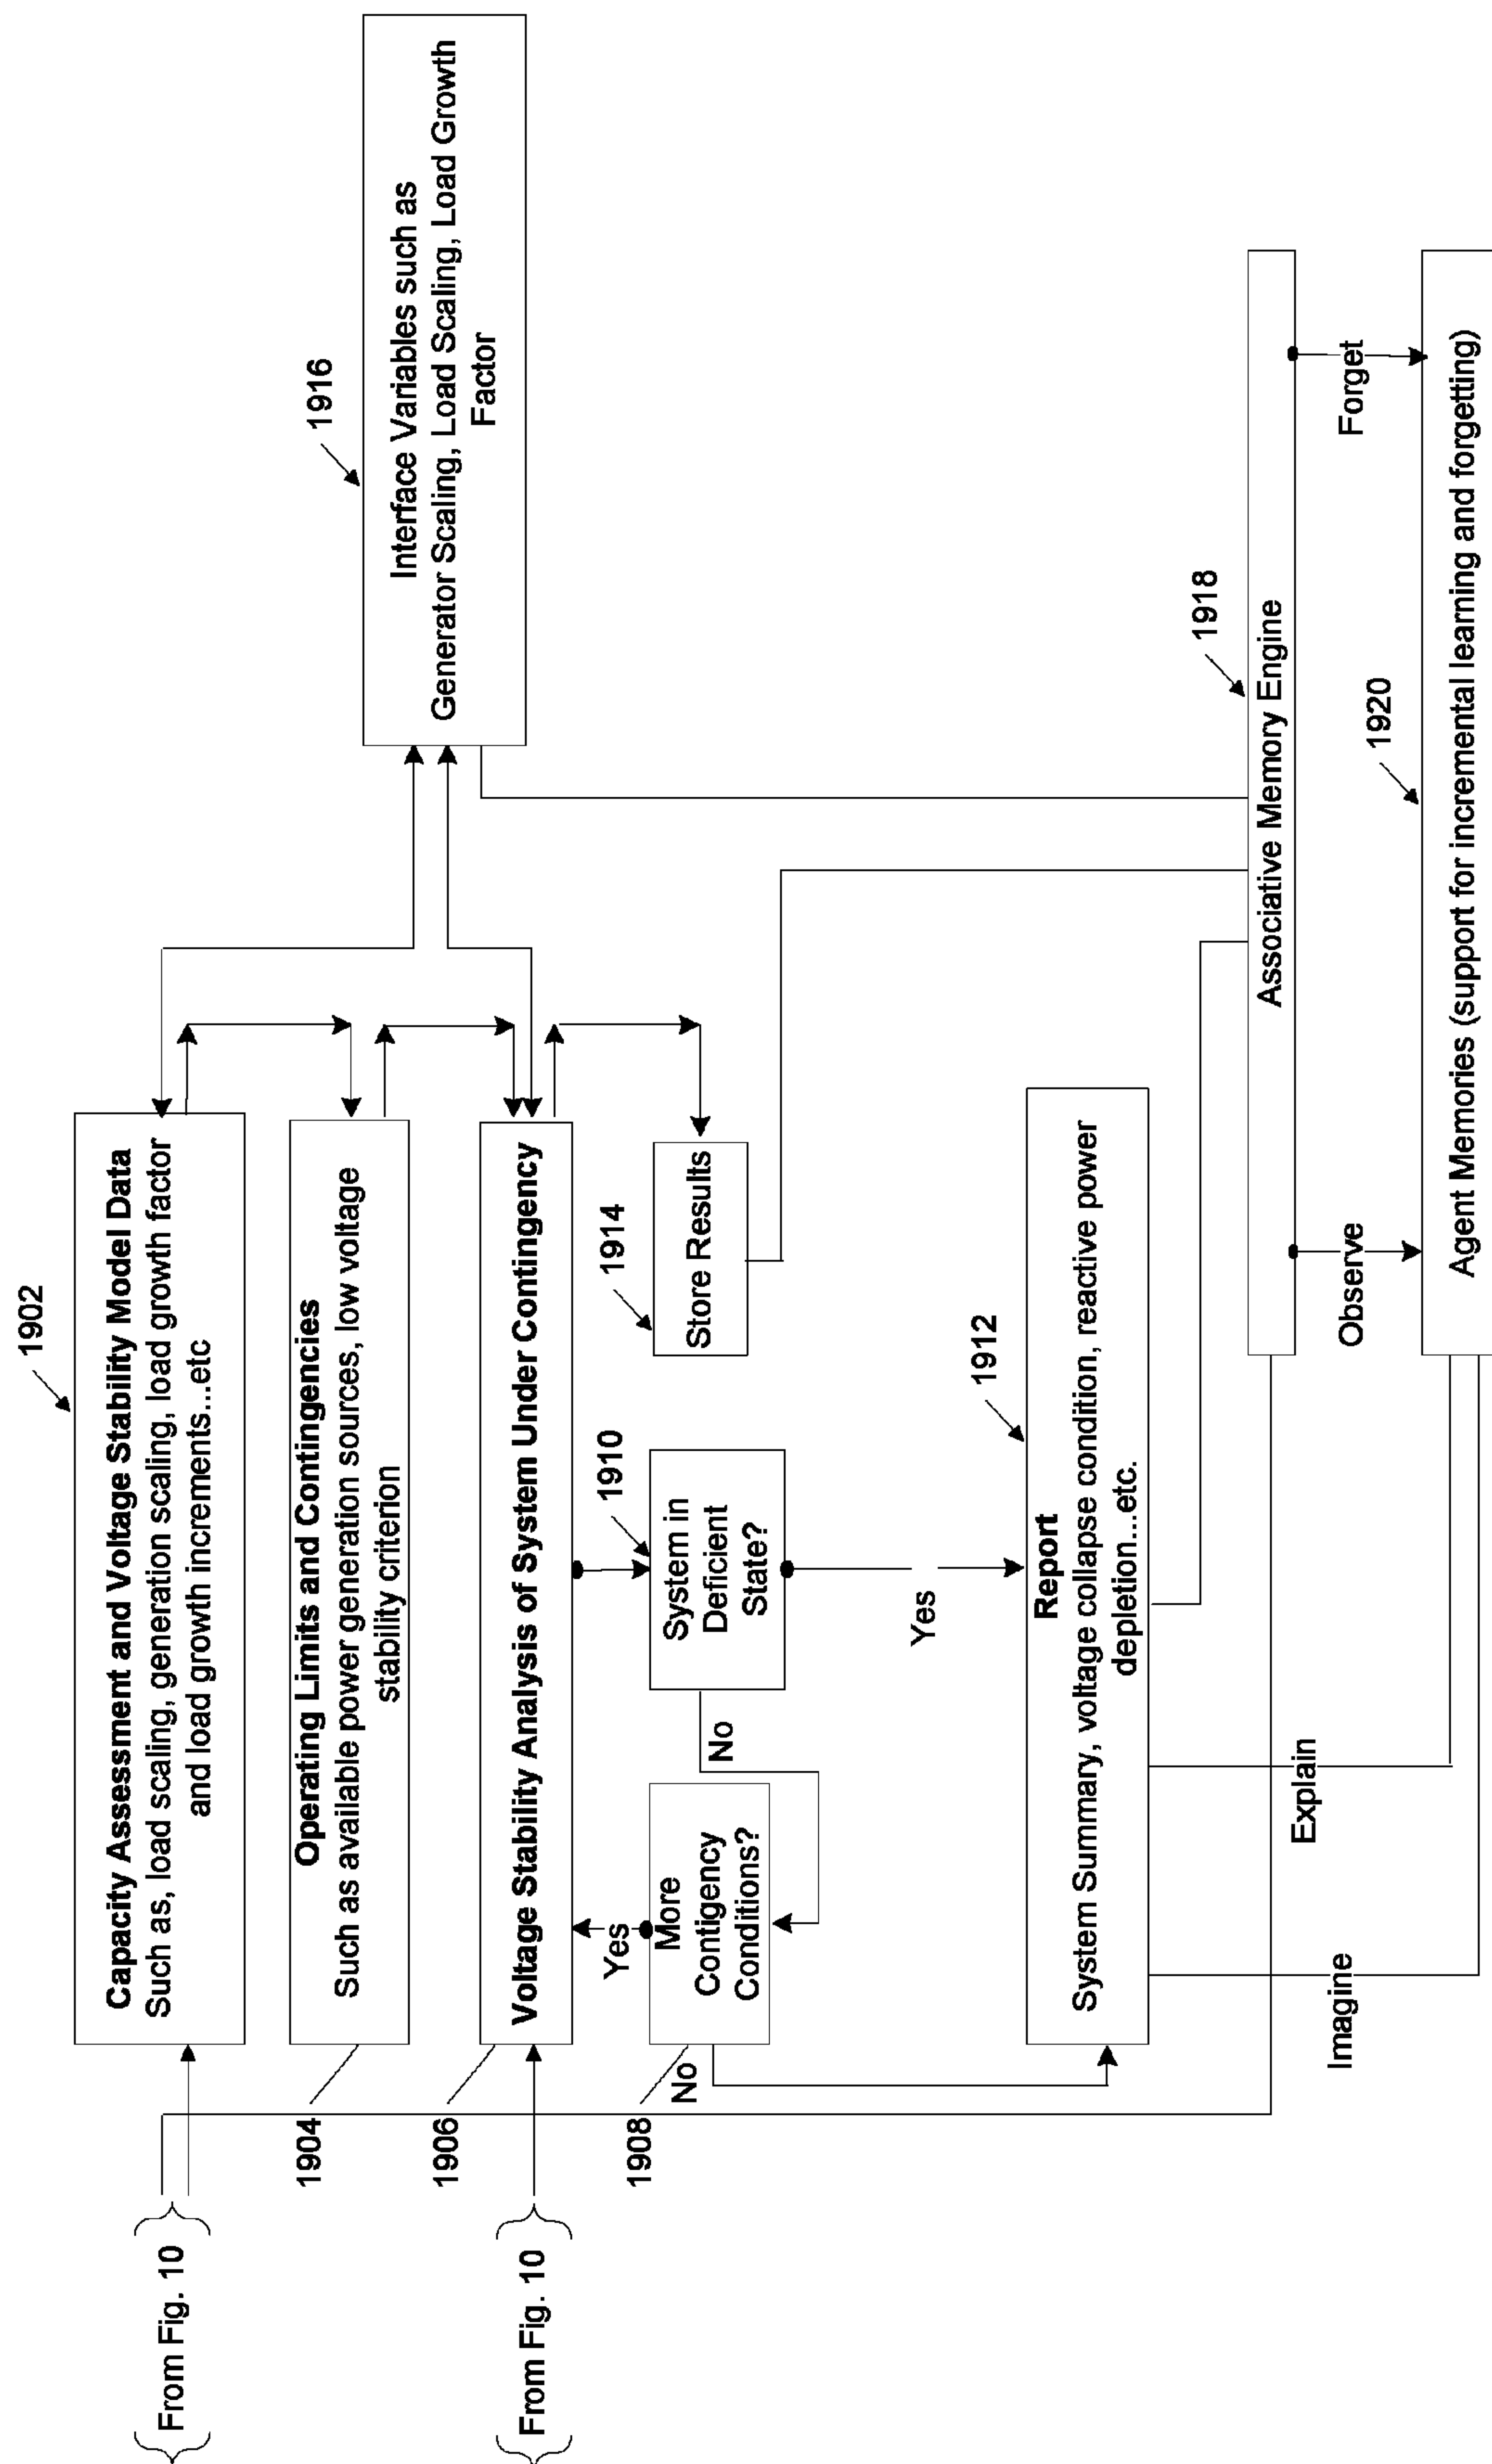 1902
Capacity Assessment and Voltage Stability Model Data
Such as, load scaling, generation scaling, load growth factor
and load growth increments...etc
From Fig. 10
1904
Operating Limits and Contingencies
Such as available power generation sources, low voltage
stability criterion
1916
Interface Variables such as
Generator Scaling, Load Scaling, Load Growth
Factor
1906
Voltage Stability Analysis of System Under Contingency
From Fig. 10
1908
Yes
More
Contigency
Conditions?
No
No
1910
System in
Deficient
State?
1914
Store Results
Yes
1912
Report
System Summary, voltage collapse condition, reactive power
depletion...etc.
1918
Associative Memory Engine
Imagine
Explain
Observe
Forget
1920
Agent Memories (support for incremental learning and forgetting)